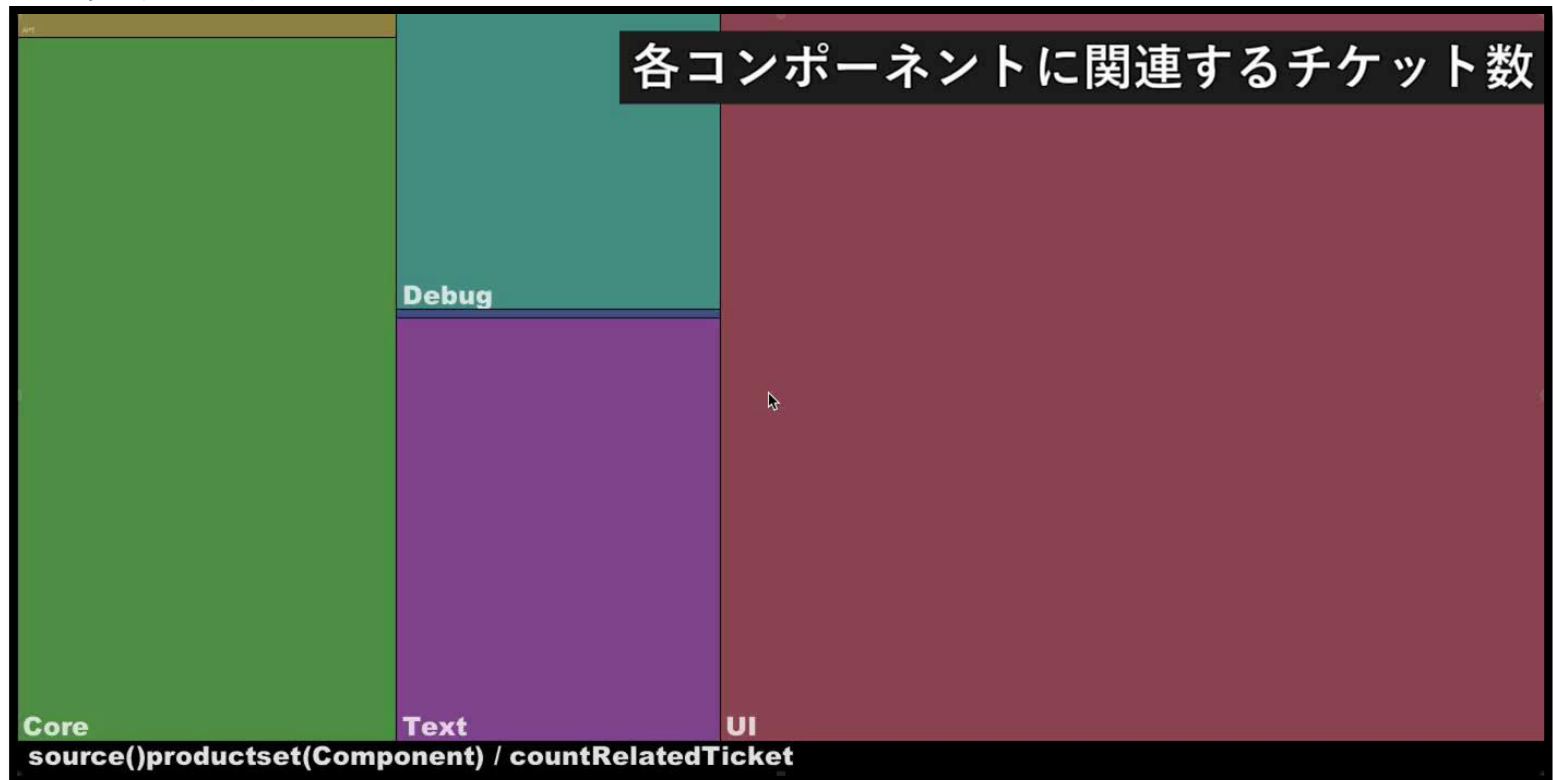 APT
各コンポーネントに関連するチケット数
Debug
Core
Text
UI
source()productset(Component) / countRelatedTicket